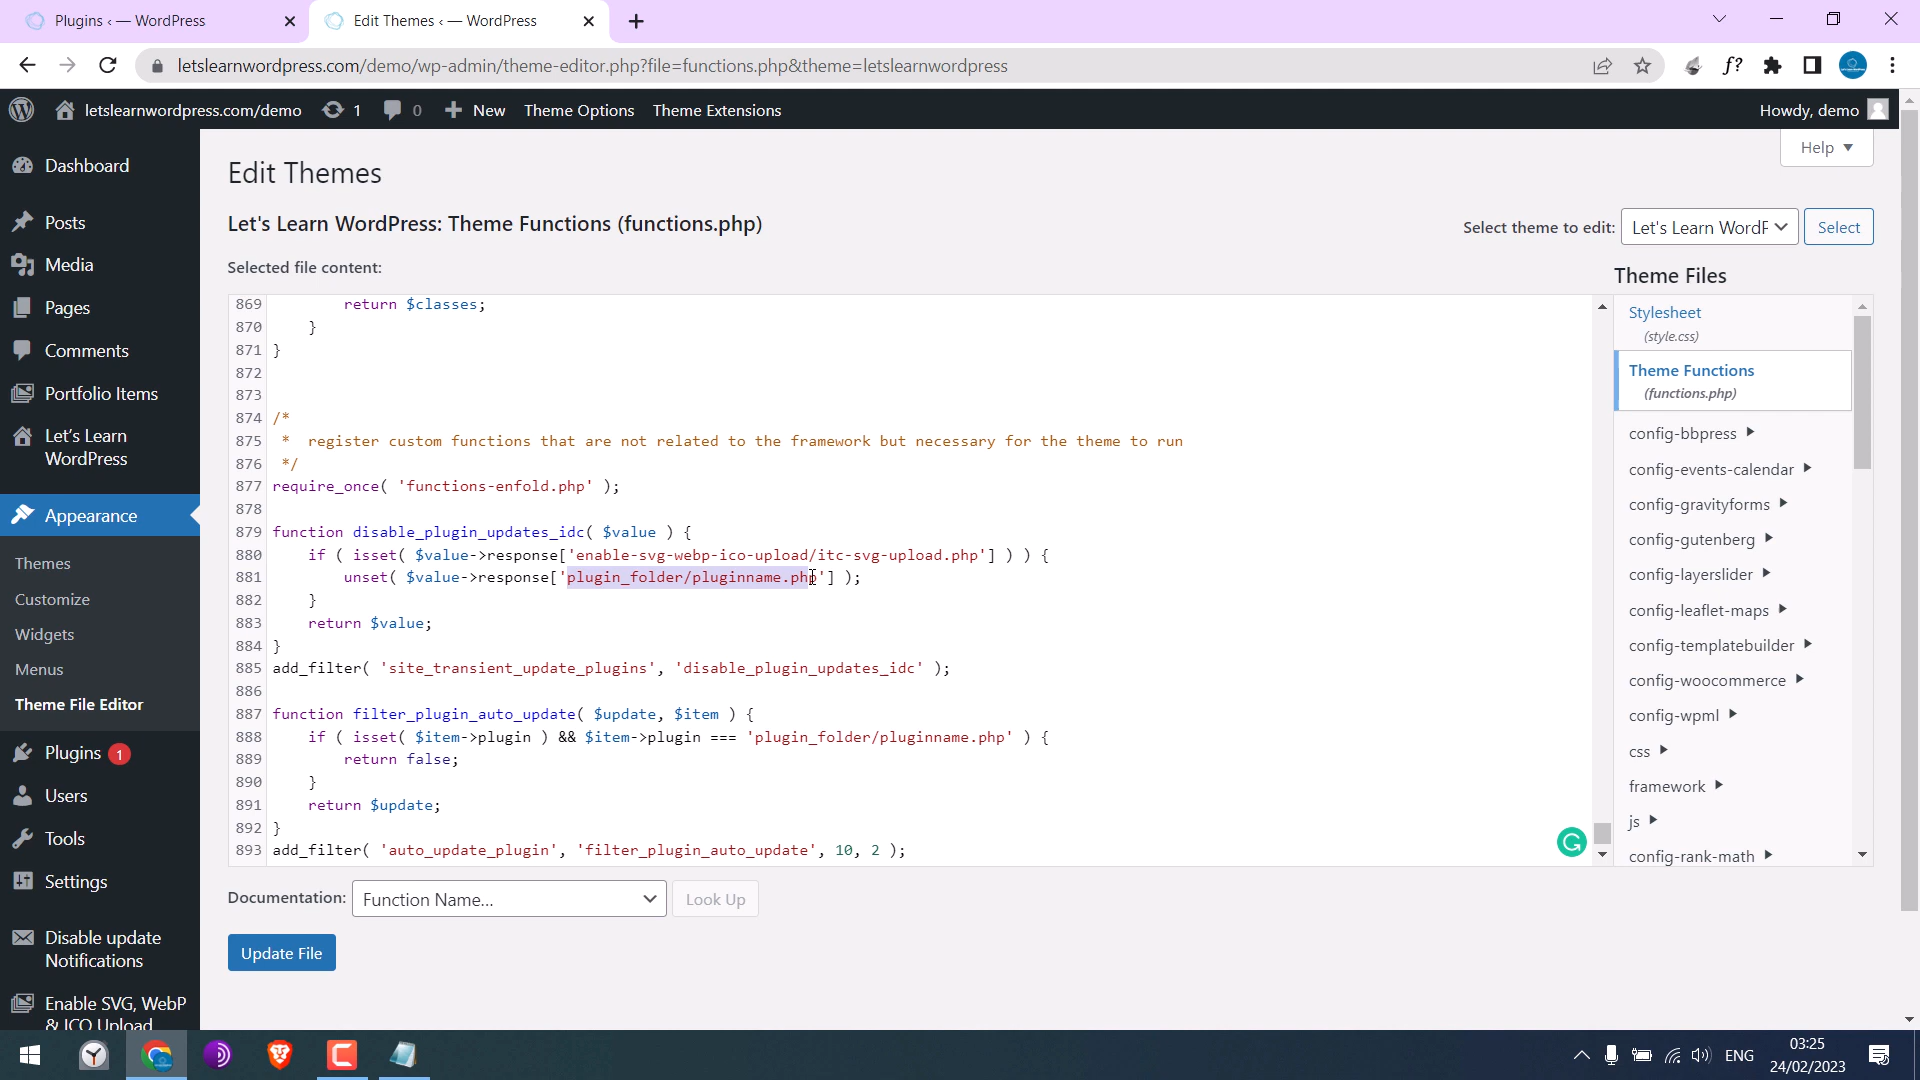 Plugins ‹ — WordPress
Edit Themes ‹ — WordPress
letslearnwordpress.com/demo/wp-admin/theme-editor.php?file=functions.php&theme=letslearnwordpress
f?
letslearnwordpress.com/demo
1
0
New
Theme Options
Theme Extensions
Howdy, demo
Dashboard
Posts
Media
Pages
Comments
Portfolio Items
Let's Learn
WordPress
Appearance
Themes
Customize
Widgets
Menus
Theme File Editor
Plugins 1
Users
Tools
Settings
Disable update
Notifications
Enable SVG, WebP
& ICO Upload
Help
Edit Themes
Let's Learn WordPress: Theme Functions (functions.php)
Select theme to edit: Let's Learn WordP Select
Selected file content:
869 return $classes;
870 }
871 }
872
873
874 /*
875 * register custom functions that are not related to the framework but necessary for the theme to run
876 */
877 require_once( 'functions-enfold.php' );
878
879 function disable_plugin_updates_idc( $value ) {
880 if ( isset( $value->response['enable-svg-webp-ico-upload/itc-svg-upload.php'] ) ) {
881 unset( $value->response['plugin_folder/pluginname.php'] );
882 }
883 return $value;
884 }
885 add_filter( 'site_transient_update_plugins', 'disable_plugin_updates_idc' );
886
887 function filter_plugin_auto_update( $update, $item ) {
888 if ( isset( $item->plugin ) && $item->plugin === 'plugin_folder/pluginname.php' ) {
889 return false;
890 }
891 return $update;
892 }
893 add_filter( 'auto_update_plugin', 'filter_plugin_auto_update', 10, 2 );
Theme Files
Stylesheet
(style.css)
Theme Functions
(functions.php)
config-bbpress
config-events-calendar
config-gravityforms
config-gutenberg
config-layerslider
config-leaflet-maps
config-templatebuilder
config-woocommerce
config-wpml
css
framework
js
config-rank-math
Documentation: Function Name... Look Up
Update File
ENG
03:25
24/02/2023